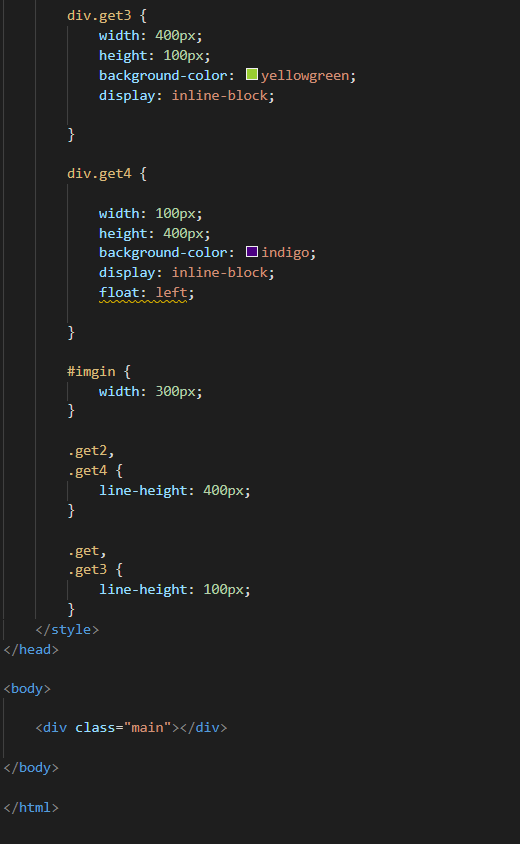 div.get3 {
width: 400px;
height: 100px;
background-color: yellowgreen;
display: inline-block;
}
div.get4 {
width: 100px;
height: 400px;
background-color: indigo;
display: inline-block;
float: left;
}
#imgin {
width: 300px;
}
.get2,
.get4 {
line-height: 400px;
}
.get,
.get3 {
line-height: 100px;
}
</style>
</head>
<body>
<div class="main"></div>
</body>
</html>